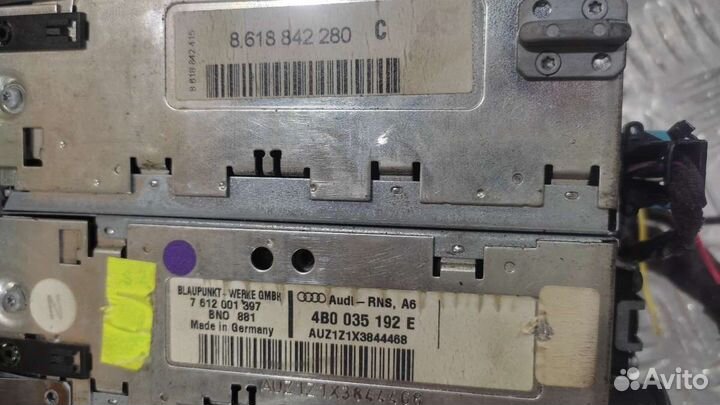 8 618 842 415
8 618 842 280 C
BLAUPUNKT - WERKE GMBH
7 612 001 397
BNO 881
Made in Germany
Audi - RNS, A6
4B0 035 192 E
AUZ1Z1X3844468
AUZ1Z1X3844468
N
Avito